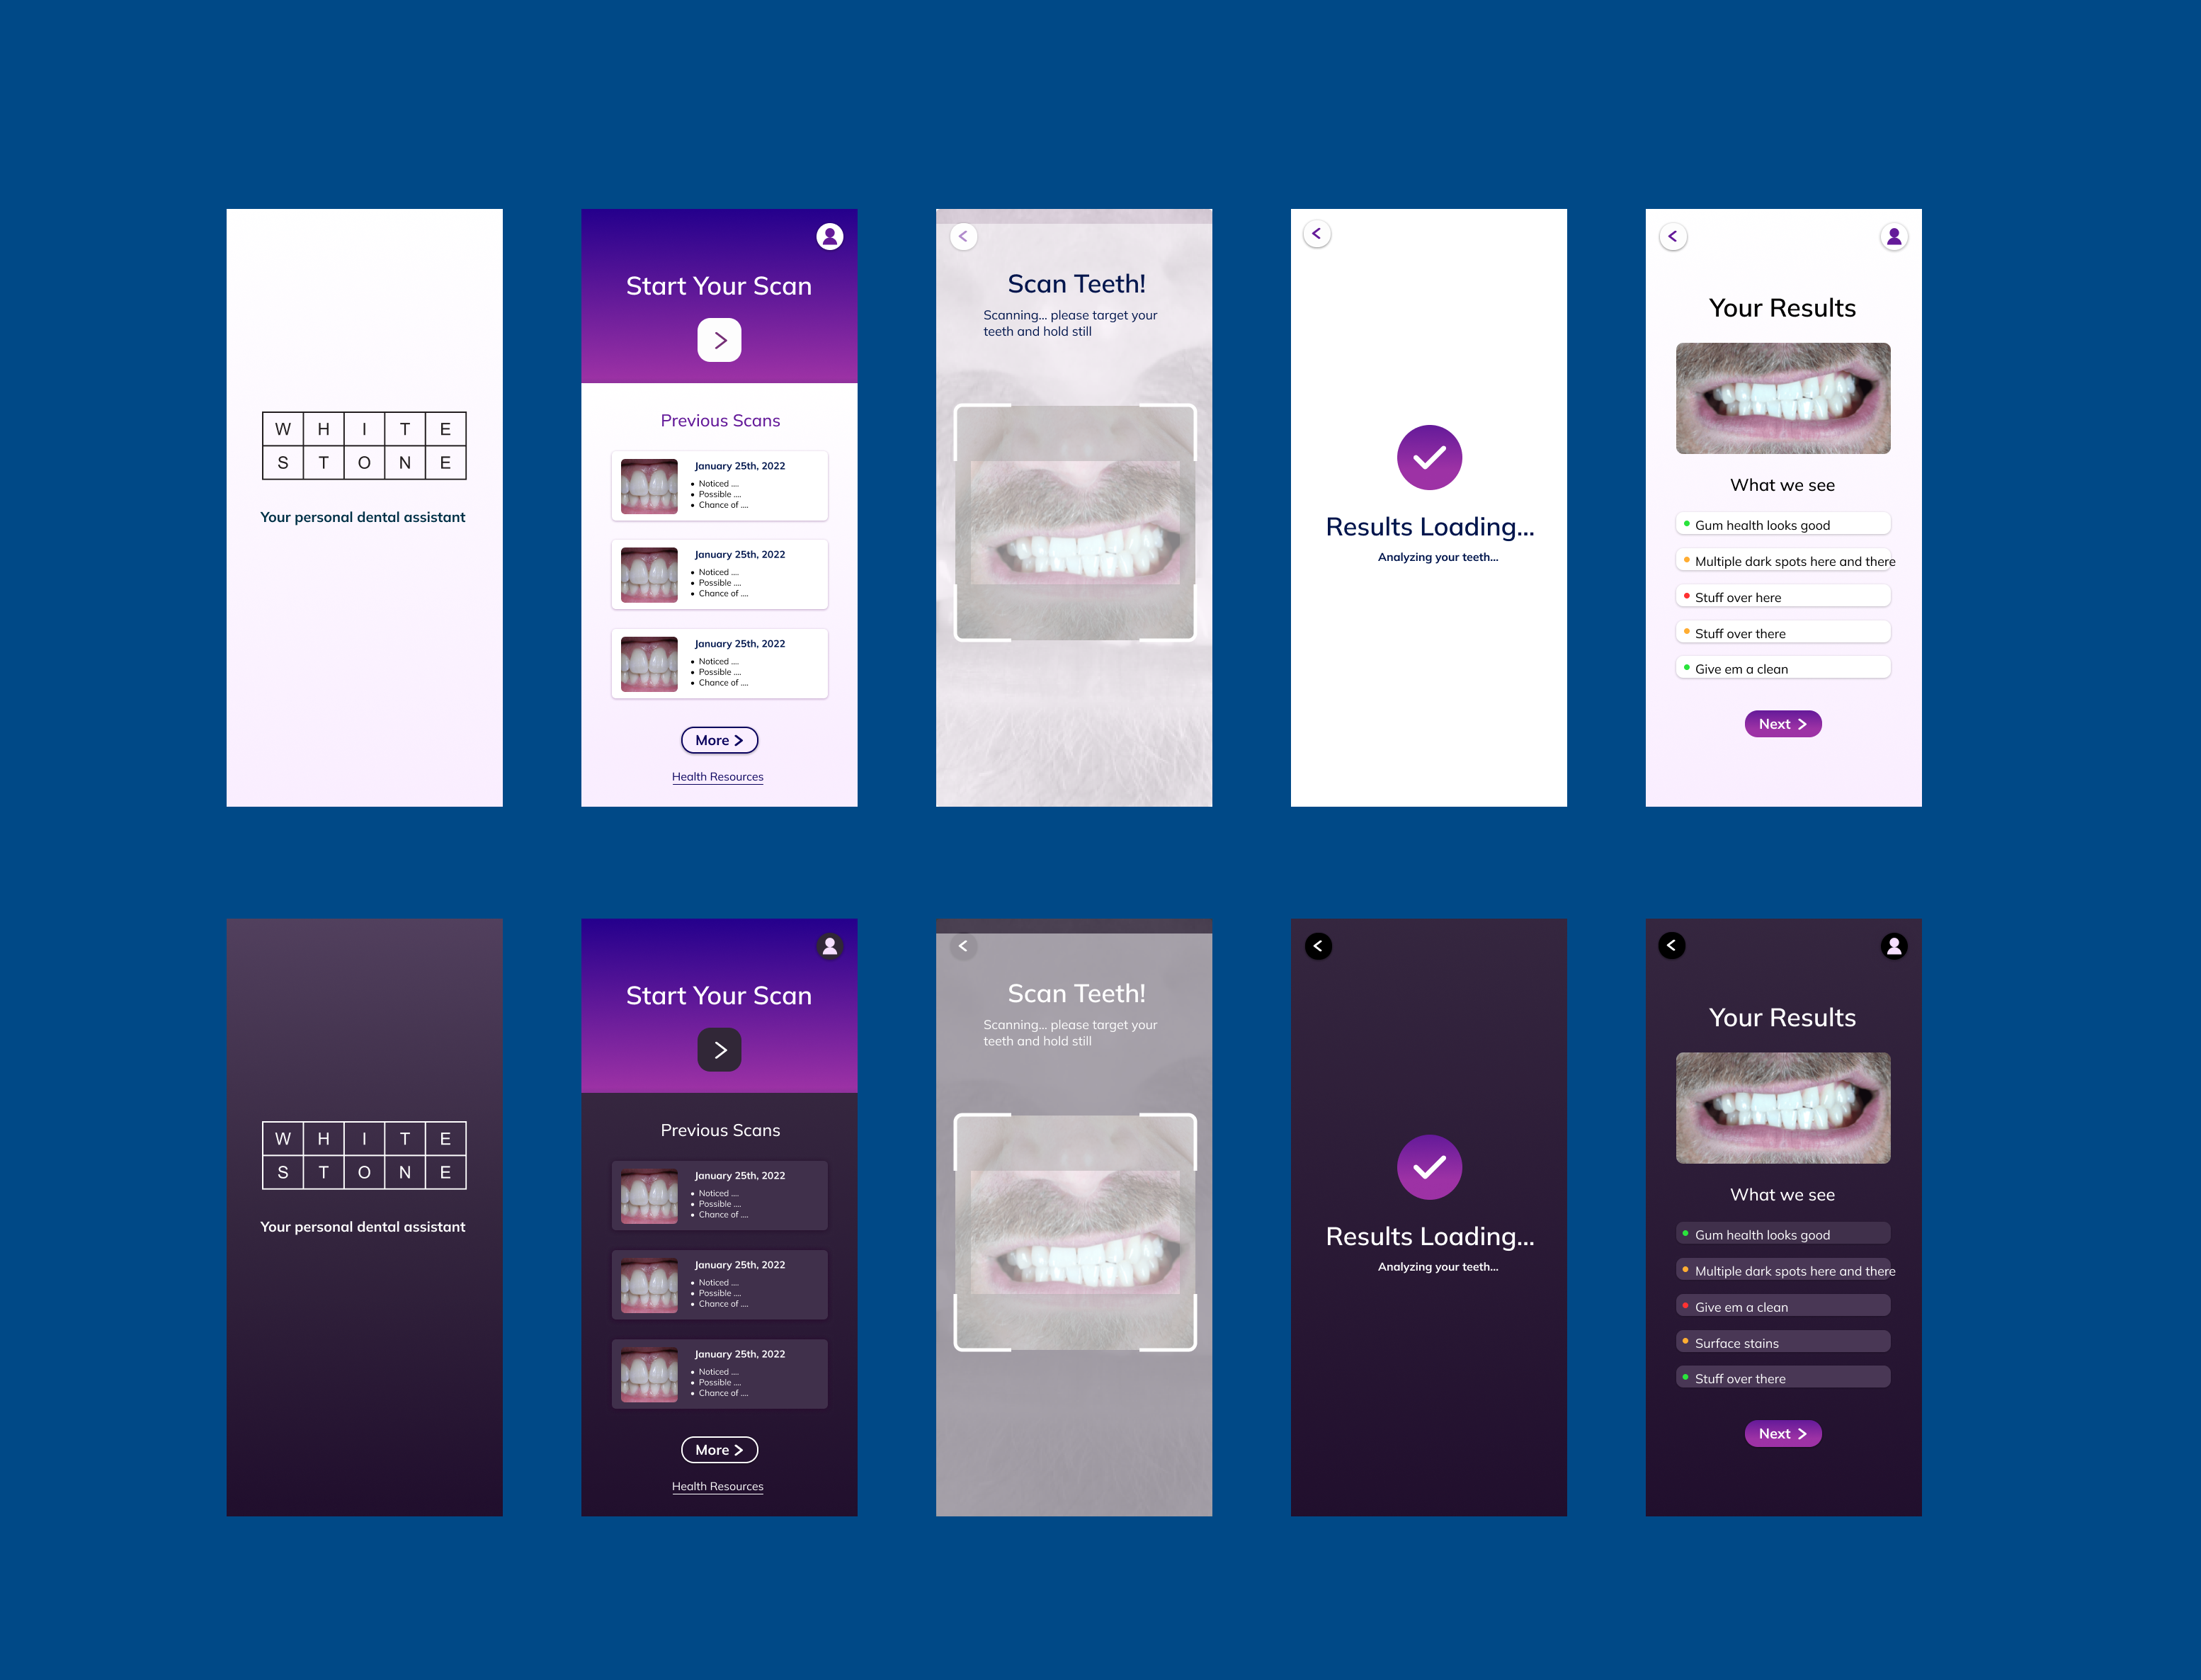 W H I T E
S T O N E
Your personal dental assistant
Start Your Scan
Previous Scans
January 25th, 2022
Noticed ....
Possible ....
Chance of ....
January 25th, 2022
Noticed ....
Possible ....
Chance of ....
January 25th, 2022
Noticed ....
Possible ....
Chance of ....
More
Health Resources
Scan Teeth!
Scanning... please target your
teeth and hold still
Results Loading...
Analyzing your teeth...
Your Results
What we see
Gum health looks good
Multiple dark spots here and there
Stuff over here
Stuff over there
Give em a clean
Next
W H I T E
S T O N E
Your personal dental assistant
Start Your Scan
Previous Scans
January 25th, 2022
Noticed ....
Possible ....
Chance of ....
January 25th, 2022
Noticed ....
Possible ....
Chance of ....
January 25th, 2022
Noticed ....
Possible ....
Chance of ....
More
Health Resources
Scan Teeth!
Scanning... please target your
teeth and hold still
Results Loading...
Analyzing your teeth...
Your Results
What we see
Gum health looks good
Multiple dark spots here and there
Give em a clean
Surface stains
Stuff over there
Next